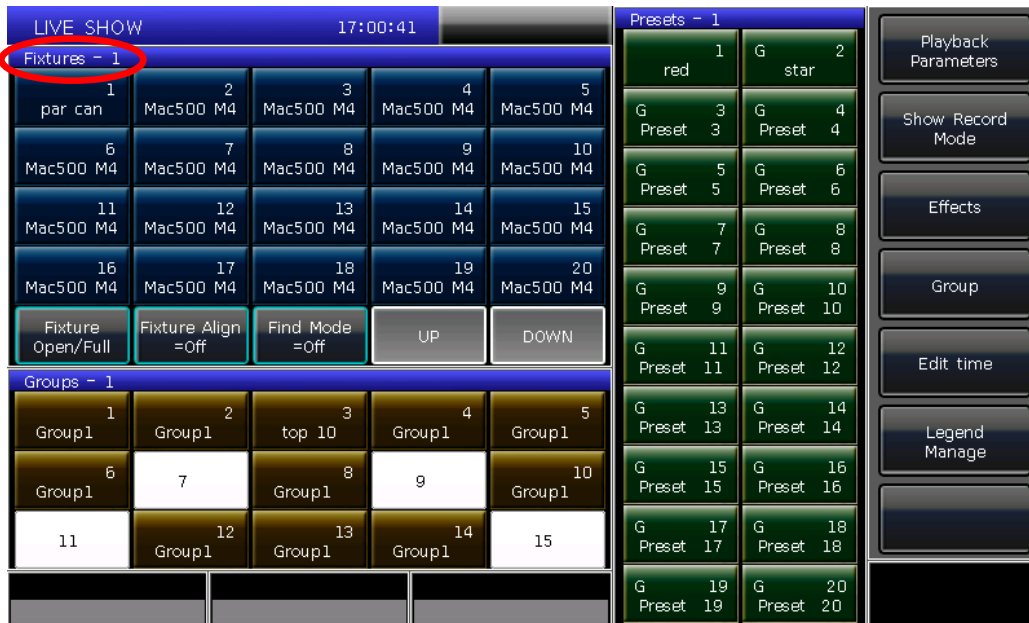 LIVE SHOW 17:00:41
Fixtures - 1
1
par can
2
Mac500 M4
3
Mac500 M4
4
Mac500 M4
5
Mac500 M4
6
Mac500 M4
7
Mac500 M4
8
Mac500 M4
9
Mac500 M4
10
Mac500 M4
11
Mac500 M4
12
Mac500 M4
13
Mac500 M4
14
Mac500 M4
15
Mac500 M4
16
Mac500 M4
17
Mac500 M4
18
Mac500 M4
19
Mac500 M4
20
Mac500 M4
Fixture
Open/Full
Fixture Align
=Off
Find Mode
=Off
UP
DOWN
Groups - 1
1
Group1
2
Group1
3
top 10
4
Group1
5
Group1
6
Group1
7
8
Group1
9
10
Group1
11
12
Group1
13
Group1
14
Group1
15
Presets - 1
1
red
G 2
star
G 3
Preset 3
G 4
Preset 4
G 5
Preset 5
G 6
Preset 6
G 7
Preset 7
G 8
Preset 8
G 9
Preset 9
G 10
Preset 10
G 11
Preset 11
G 12
Preset 12
G 13
Preset 13
G 14
Preset 14
G 15
Preset 15
G 16
Preset 16
G 17
Preset 17
G 18
Preset 18
G 19
Preset 19
G 20
Preset 20
Playback
Parameters
Show Record
Mode
Effects
Group
Edit time
Legend
Manage